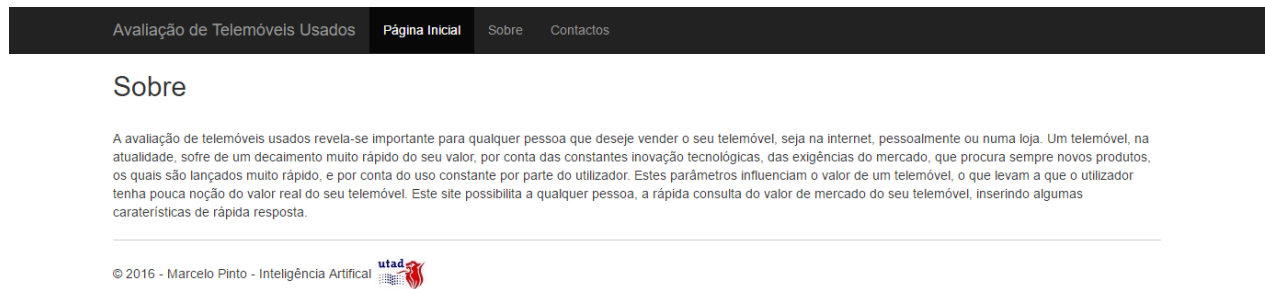 Avaliação de Telemóveis Usados Página Inicial Sobre Contactos
Sobre
A avaliação de telemóveis usados revela-se importante para qualquer pessoa que deseje vender o seu telemóvel, seja na internet, pessoalmente ou numa loja. Um telemóvel, na
atualidade, sofre de um decaimento muito rápido do seu valor, por conta das constantes inovação tecnológicas, das exigências do mercado, que procura sempre novos produtos,
os quais são lançados muito rápido, e por conta do uso constante por parte do utilizador. Estes parâmetros influenciam o valor de um telemóvel, o que levam a que o utilizador
tenha pouca noção do valor real do seu telemóvel. Este site possibilita a qualquer pessoa, a rápida consulta do valor de mercado do seu telemóvel, inserindo algumas
caraterísticas de rápida resposta.
© 2016 - Marcelo Pinto - Inteligência Artifical utad